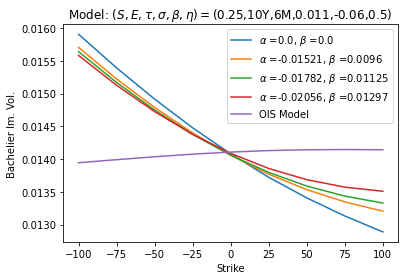 Model: (S, E, τ, σ, β, η) = (0.25,10Y,6M,0.011,-0.06,0.5)
0.0160
0.0155
0.0150
0.0145
0.0140
0.0135
0.0130
Bachelier Im. Vol.
α =0.0, β =0.0
α =-0.01521, β =0.0096
α =-0.01782, β =0.01125
α =-0.02056, β =0.01297
OIS Model
−100 −75 −50 −25 0 25 50 75 100
Strike